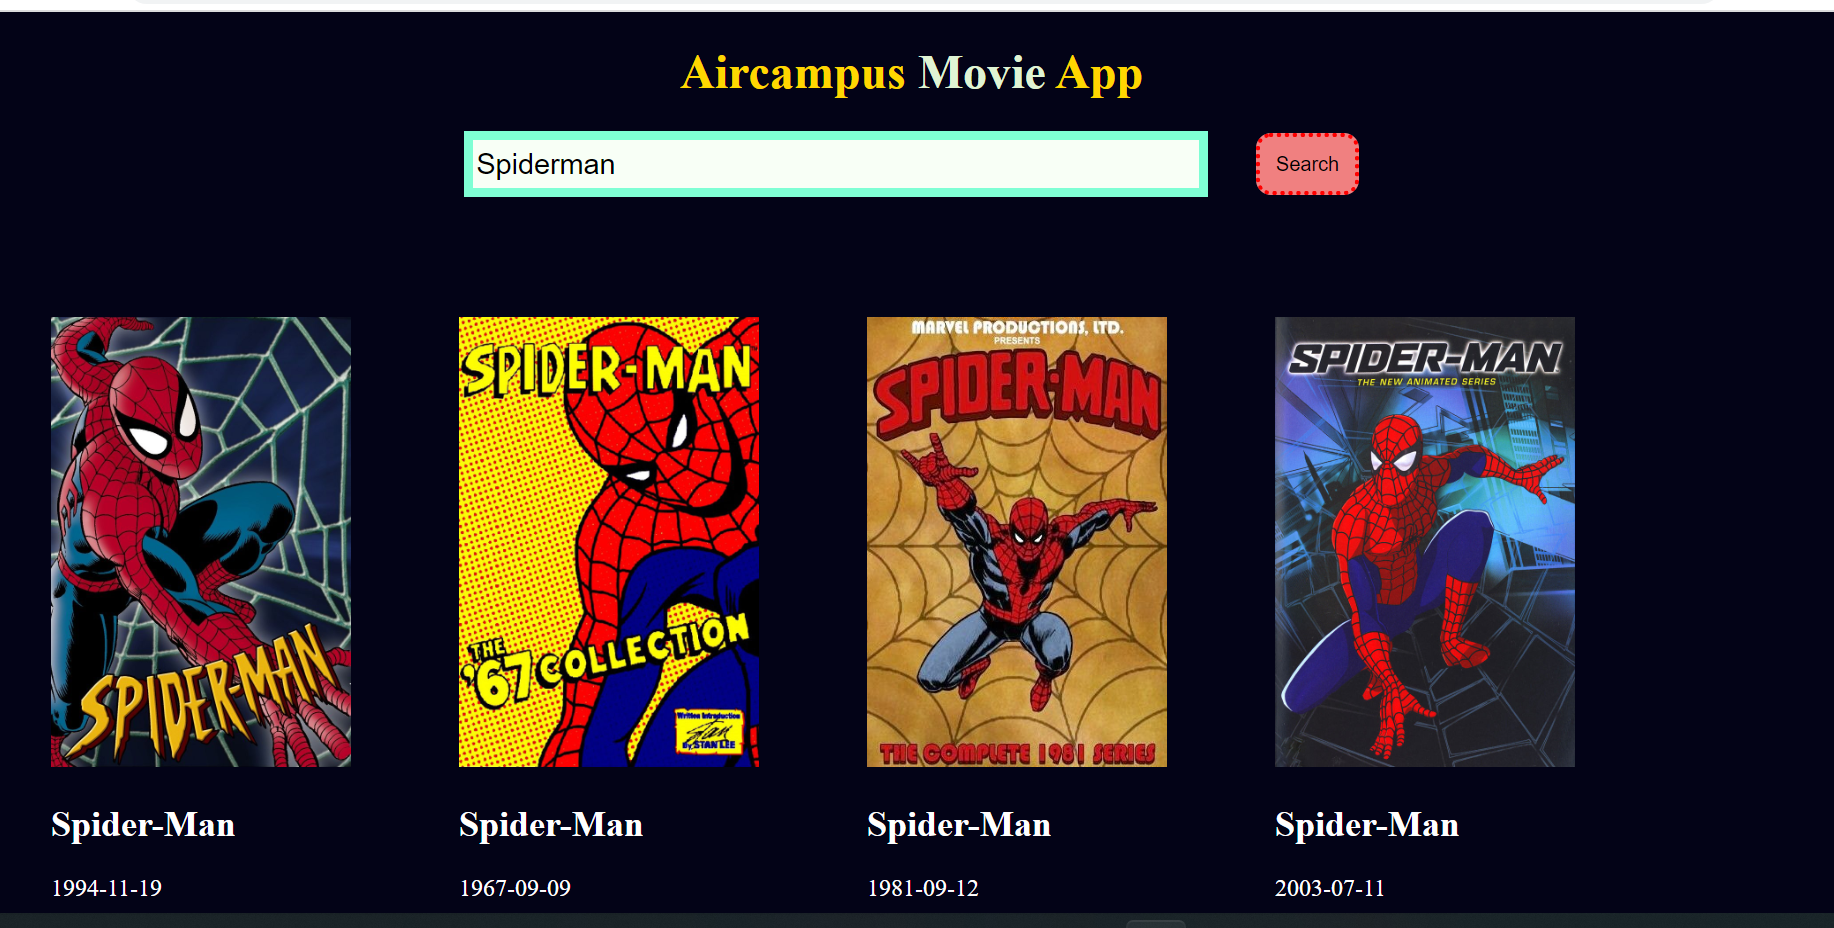 Aircampus Movie App
Spiderman
Search
SPIDER-MAN
SPIDER-MAN
THE '67 COLLECTION
Written Introduction
By STAN LEE
MARVEL PRODUCTIONS, LTD.
PRESENTS
SPIDER-MAN
THE COMPLETE 1981 SERIES
SPIDER-MAN
THE NEW ANIMATED SERIES
Spider-Man
Spider-Man
Spider-Man
Spider-Man
1994-11-19
1967-09-09
1981-09-12
2003-07-11